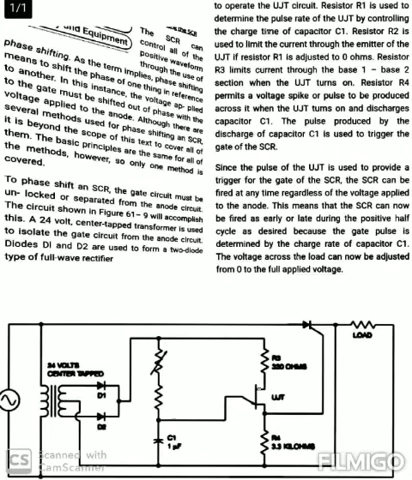 1/1
und Equipment
The SCR can
control all of the
positive waveform
through the use of
phase shifting. As the term implies, phase shifting
means to shift the phase of one thing in reference
to another. In this instance, the voltage ap- plied
to the gate must be shifted out of phase with the
voltage applied to the anode. Although there are
several methods used for phase shifting an SCR,
it is beyond the scope of this text to cover all of
them. The basic principles are the same for all of
the methods, however, so only one method is
covered.
To phase shift an SCR, the gate circuit must be
un- locked or separated from the anode circuit.
The circuit shown in Figure 61- 9 will accomplish
this. A 24 volt, center-tapped transformer is used
to isolate the gate circuit from the anode circuit.
Diodes Dl and D2 are used to form a two-diode
type of full-wave rectifier
to operate the UJT circuit. Resistor R1 is used to
determine the pulse rate of the UJT by controlling
the charge time of capacitor C1. Resistor R2 is
used to limit the current through the emitter of the
UJT if resistor R1 is adjusted to 0 ohms. Resistor
R3 limits current through the base 1 - base 2
section when the UJT turns on. Resistor R4
permits a voltage spike or pulse to be produced
across it when the UJT turns on and discharges
capacitor C1. The pulse produced by the
discharge of capacitor C1 is used to trigger the
gate of the SCR.
Since the pulse of the UJT is used to provide a
trigger for the gate of the SCR, the SCR can be
fired at any time regardless of the voltage applied
to the anode. This means that the SCR can now
be fired as early or late during the positive half
cycle as desired because the gate pulse is
determined by the charge rate of capacitor C1.
The voltage across the load can now be adjusted
from 0 to the full applied voltage.
LOAD
24 VOLTS
CENTER TAPPED
D1
D2
R3
330 OHMS
UJT
C1
1 µF
R4
3.3 KILOHMS
CS Scanned with
CamScanner
FILMIGO